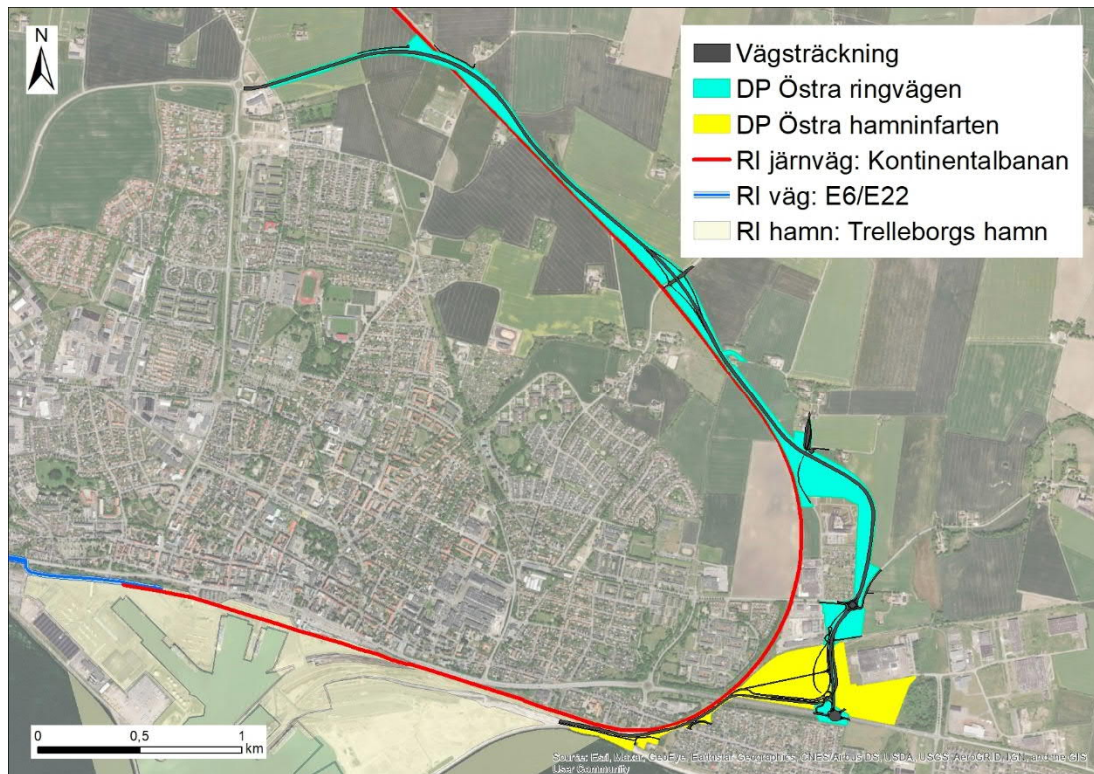 N
Vägsträckning
DP Östra ringvägen
DP Östra hamninfarten
RI järnväg: Kontinentalbanan
RI väg: E6/E22
RI hamn: Trelleborgs hamn
0
0,5
1
km
Source: Esri, Maxar, GeoEye, Earthstar Geographics, CNES/Airbus DS, USDA, USGS, AeroGRID, IGN, and the GIS
User Community